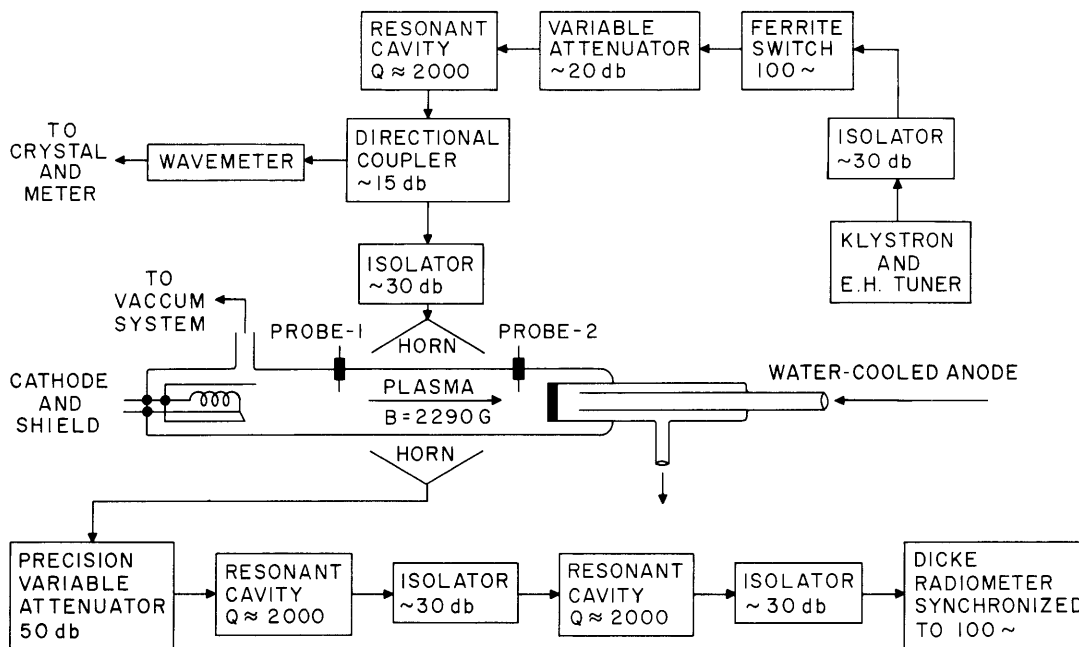 RESONANT
CAVITY
Q ≈ 2000
VARIABLE
ATTENUATOR
~20 db
FERRITE
SWITCH
100 ~
TO
CRYSTAL
AND
METER
WAVEMETER
DIRECTIONAL
COUPLER
~15 db
ISOLATOR
~30 db
KLYSTRON
AND
E.H. TUNER
ISOLATOR
~30 db
TO
VACCUM
SYSTEM
PROBE-1
HORN
PROBE-2
CATHODE
AND
SHIELD
PLASMA
B=2290 G
WATER-COOLED ANODE
HORN
PRECISION
VARIABLE
ATTENUATOR
50 db
RESONANT
CAVITY
Q ≈ 2000
ISOLATOR
~30 db
RESONANT
CAVITY
Q ≈ 2000
ISOLATOR
~ 30 db
DICKE
RADIOMETER
SYNCHRONIZED
TO 100 ~